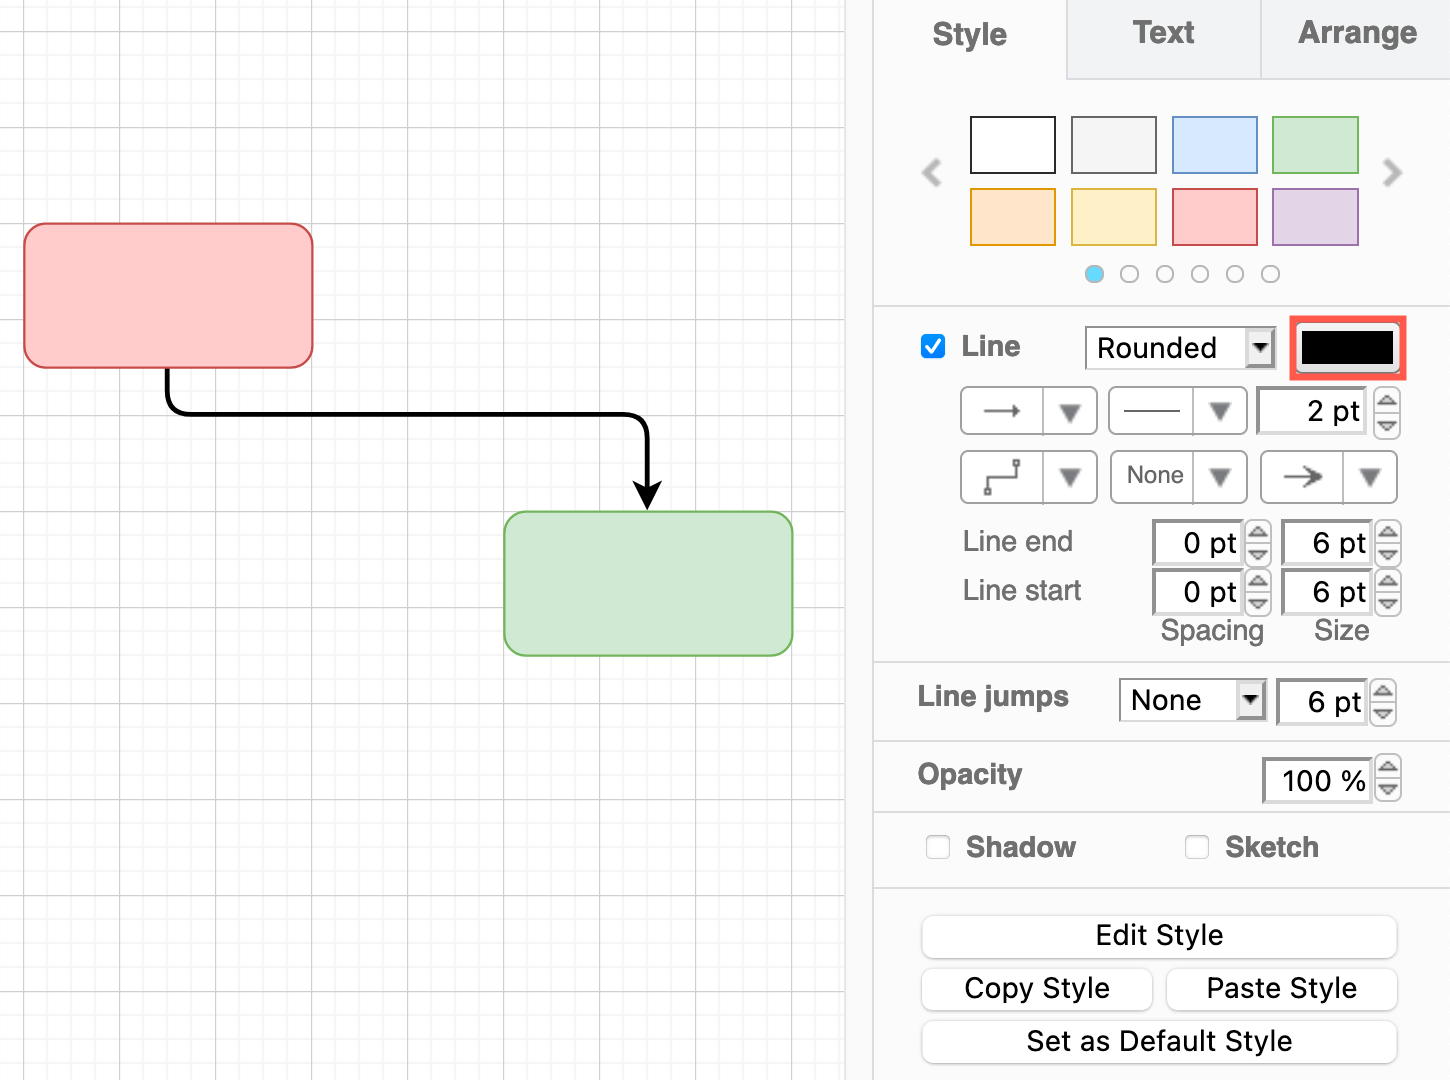 Style Text Arrange
Line Rounded
2 pt
None
Line end 0 pt 6 pt
Line start 0 pt 6 pt
Spacing Size
Line jumps None 6 pt
Opacity 100 %
Shadow Sketch
Edit Style
Copy Style Paste Style
Set as Default Style